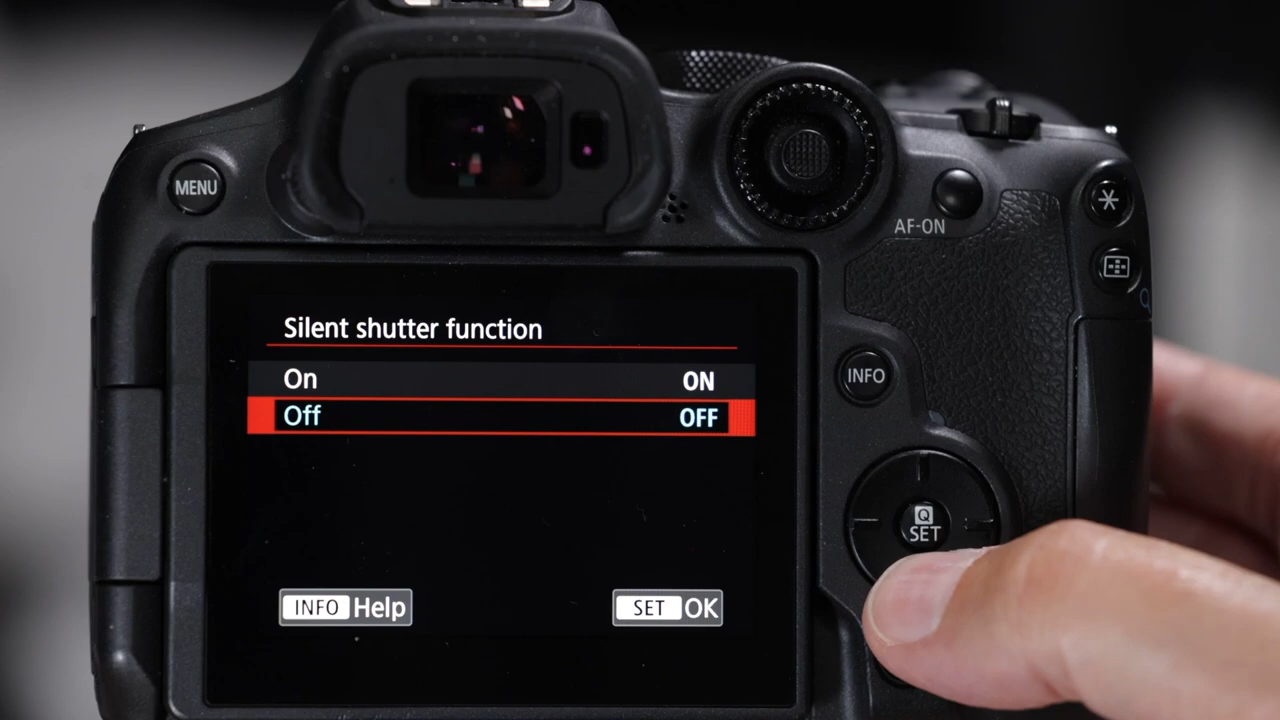 MENU
AF-ON
Silent shutter function
On ON
Off OFF
INFO
Q
SET
INFO Help
SET OK